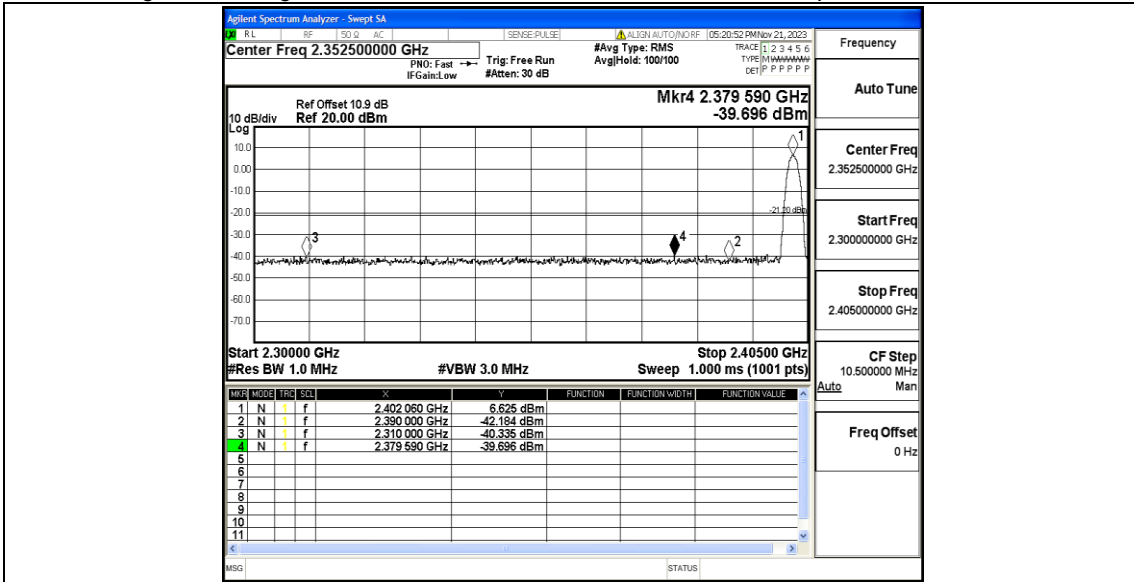 Agilent Spectrum Analyzer - Swept SA
RL RF 50 Ω AC SENSE:PULSE ALIGN AUTO/NO RF 05:20:52 PM Nov 21, 2023
Center Freq 2.352500000 GHz
PNO: Fast
IFGain:Low
Trig: Free Run
#Atten: 30 dB
#Avg Type: RMS
Avg|Hold: 100/100
TRACE 1 2 3 4 5 6
TYPE M WWWWW
DET P P P P P P
Ref Offset 10.9 dB
10 dB/div Ref 20.00 dBm
Log
Mkr4 2.379 590 GHz
-39.696 dBm
10.0
0.00
-10.0
-20.0
-30.0
-40.0
-50.0
-60.0
-70.0
1
-21.20 dBm
3
4
2
Start 2.30000 GHz Stop 2.40500 GHz
#Res BW 1.0 MHz #VBW 3.0 MHz Sweep 1.000 ms (1001 pts)
MKR MODE TRC SCL X Y FUNCTION FUNCTION WIDTH FUNCTION VALUE
1 N 1 f 2.402 060 GHz 6.625 dBm
2 N 1 f 2.390 000 GHz -42.184 dBm
3 N 1 f 2.310 000 GHz -40.335 dBm
4 N 1 f 2.379 590 GHz -39.696 dBm
5
6
7
8
9
10
11
MSG STATUS
Frequency
Auto Tune
Center Freq
2.352500000 GHz
Start Freq
2.300000000 GHz
Stop Freq
2.405000000 GHz
CF Step
10.500000 MHz
Auto Man
Freq Offset
0 Hz